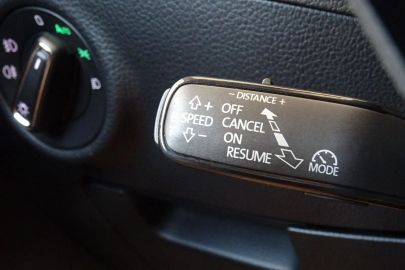 - DISTANCE +
+ OFF
SPEED CANCEL
- ON
RESUME
MODE